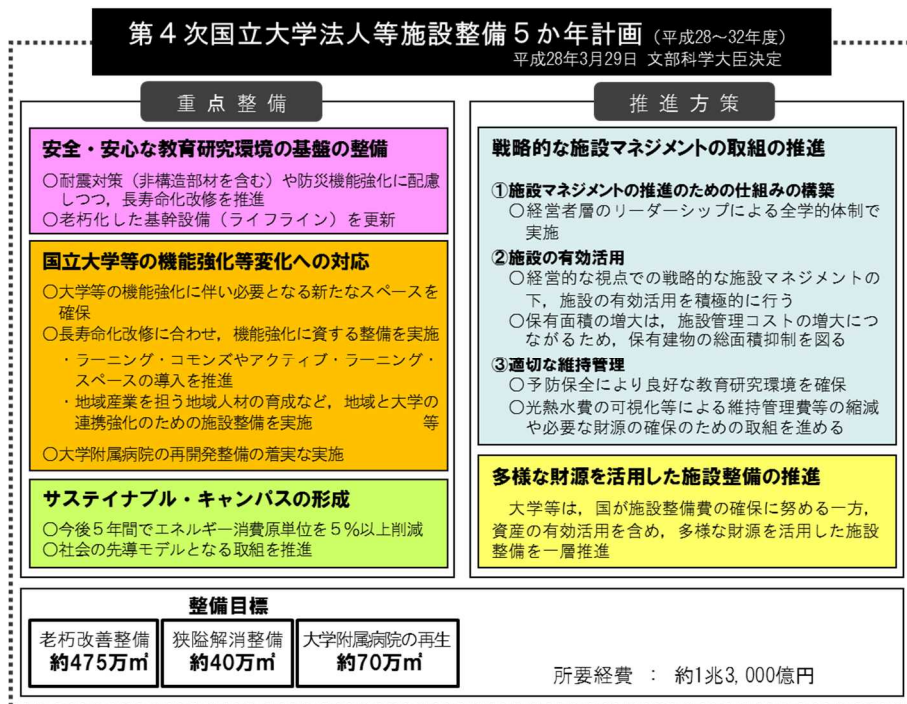 第４次国立大学法人等施設整備５か年計画（平成28～32年度）
平成28年3月29日 文部科学大臣決定
重点整備
安全・安心な教育研究環境の基盤の整備
○耐震対策（非構造部材を含む）や防災機能強化に配慮
しつつ，長寿命化改修を推進
○老朽化した基幹設備（ライフライン）を更新
国立大学等の機能強化等変化への対応
○大学等の機能強化に伴い必要となる新たなスペースを
確保
○長寿命化改修に合わせ，機能強化に資する整備を実施
・ラーニング・コモンズやアクティブ・ラーニング・
スペースの導入を推進
・地域産業を担う地域人材の育成など，地域と大学の
連携強化のための施設整備を実施 等
○大学附属病院の再開発整備の着実な実施
サステイナブル・キャンパスの形成
○今後５年間でエネルギー消費原単位を５％以上削減
○社会の先導モデルとなる取組を推進
推進方策
戦略的な施設マネジメントの取組の推進
①施設マネジメントの推進のための仕組みの構築
○経営者層のリーダーシップによる全学的体制で
実施
②施設の有効活用
○経営的な視点での戦略的な施設マネジメントの
下，施設の有効活用を積極的に行う
○保有面積の増大は，施設管理コストの増大につ
ながるため，保有建物の総面積抑制を図る
③適切な維持管理
○予防保全により良好な教育研究環境を確保
○光熱水費の可視化等による維持管理費等の縮減
や必要な財源の確保のための取組を進める
多様な財源を活用した施設整備の推進
大学等は，国が施設整備費の確保に努める一方，
資産の有効活用を含め，多様な財源を活用した施設
整備を一層推進
整備目標
老朽改善整備
約475万㎡
狭隘解消整備
約40万㎡
大学附属病院の再生
約70万㎡
所要経費 ： 約1兆3,000億円